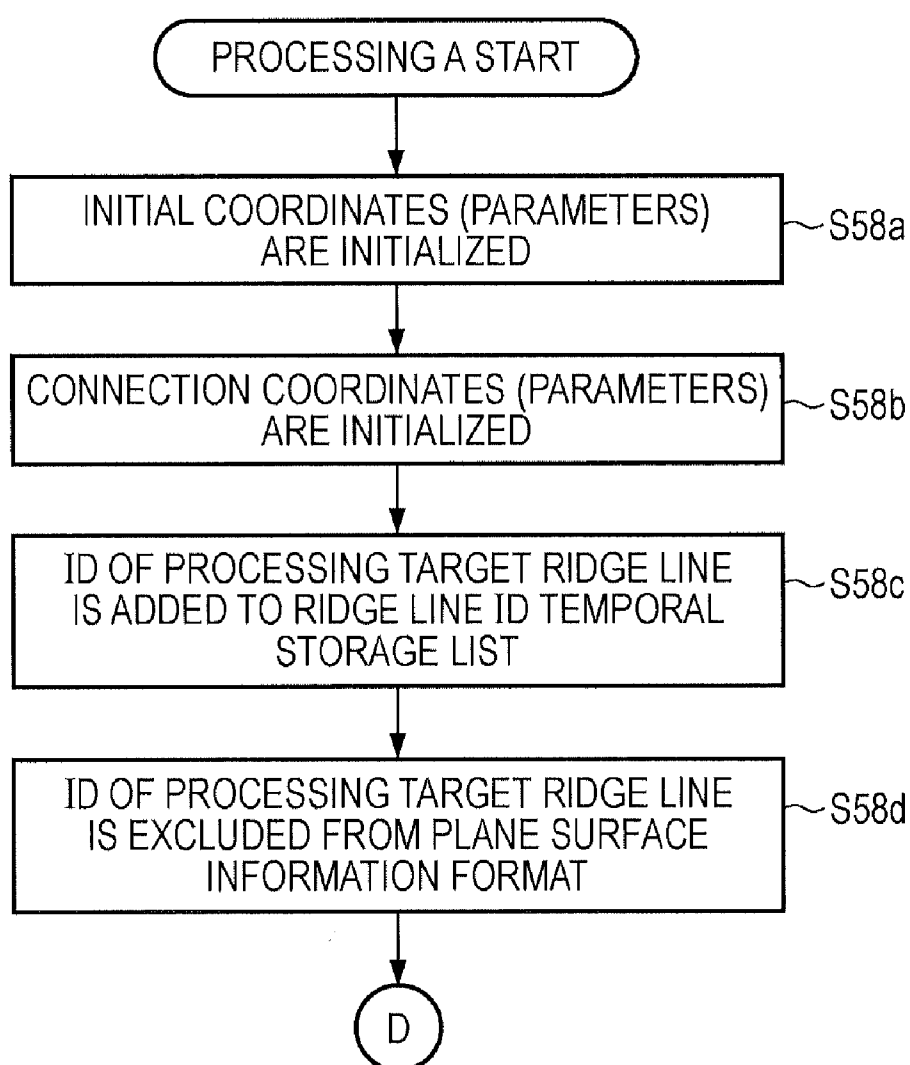 PROCESSING A START
INITIAL COORDINATES (PARAMETERS)
ARE INITIALIZED
S58a
CONNECTION COORDINATES (PARAMETERS)
ARE INITIALIZED
S58b
ID OF PROCESSING TARGET RIDGE LINE
IS ADDED TO RIDGE LINE ID TEMPORAL
STORAGE LIST
S58c
ID OF PROCESSING TARGET RIDGE LINE
IS EXCLUDED FROM PLANE SURFACE
INFORMATION FORMAT
S58d
D